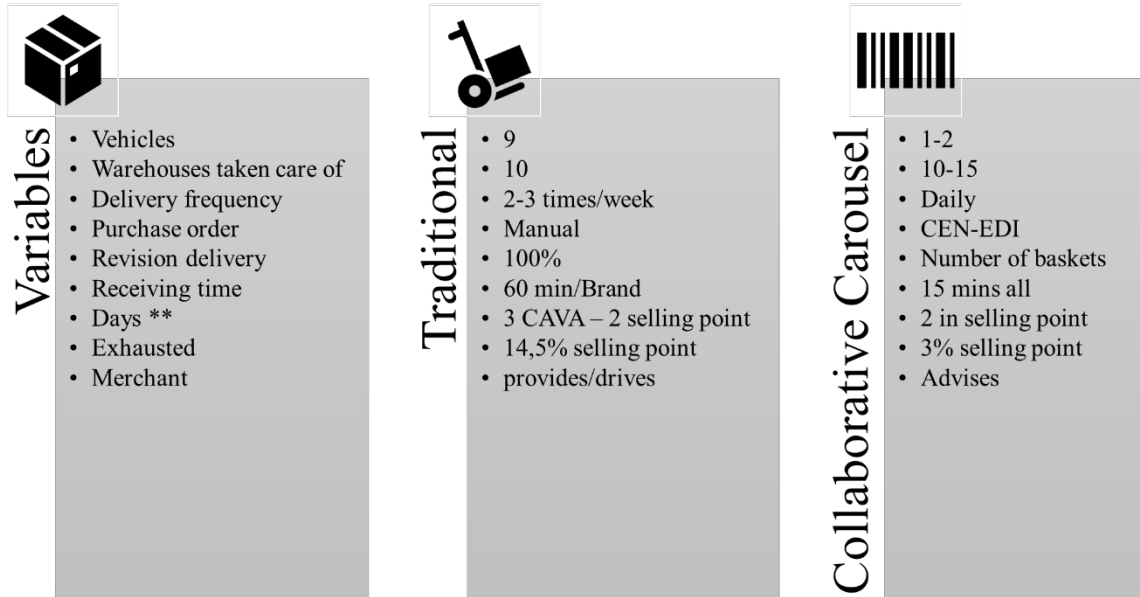 Variables
• Vehicles
• Warehouses taken care of
• Delivery frequency
• Purchase order
• Revision delivery
• Receiving time
• Days **
• Exhausted
• Merchant
Traditional
• 9
• 10
• 2-3 times/week
• Manual
• 100%
• 60 min/Brand
• 3 CAVA – 2 selling point
• 14,5% selling point
• provides/drives
Collaborative Carousel
• 1-2
• 10-15
• Daily
• CEN-EDI
• Number of baskets
• 15 mins all
• 2 in selling point
• 3% selling point
• Advises